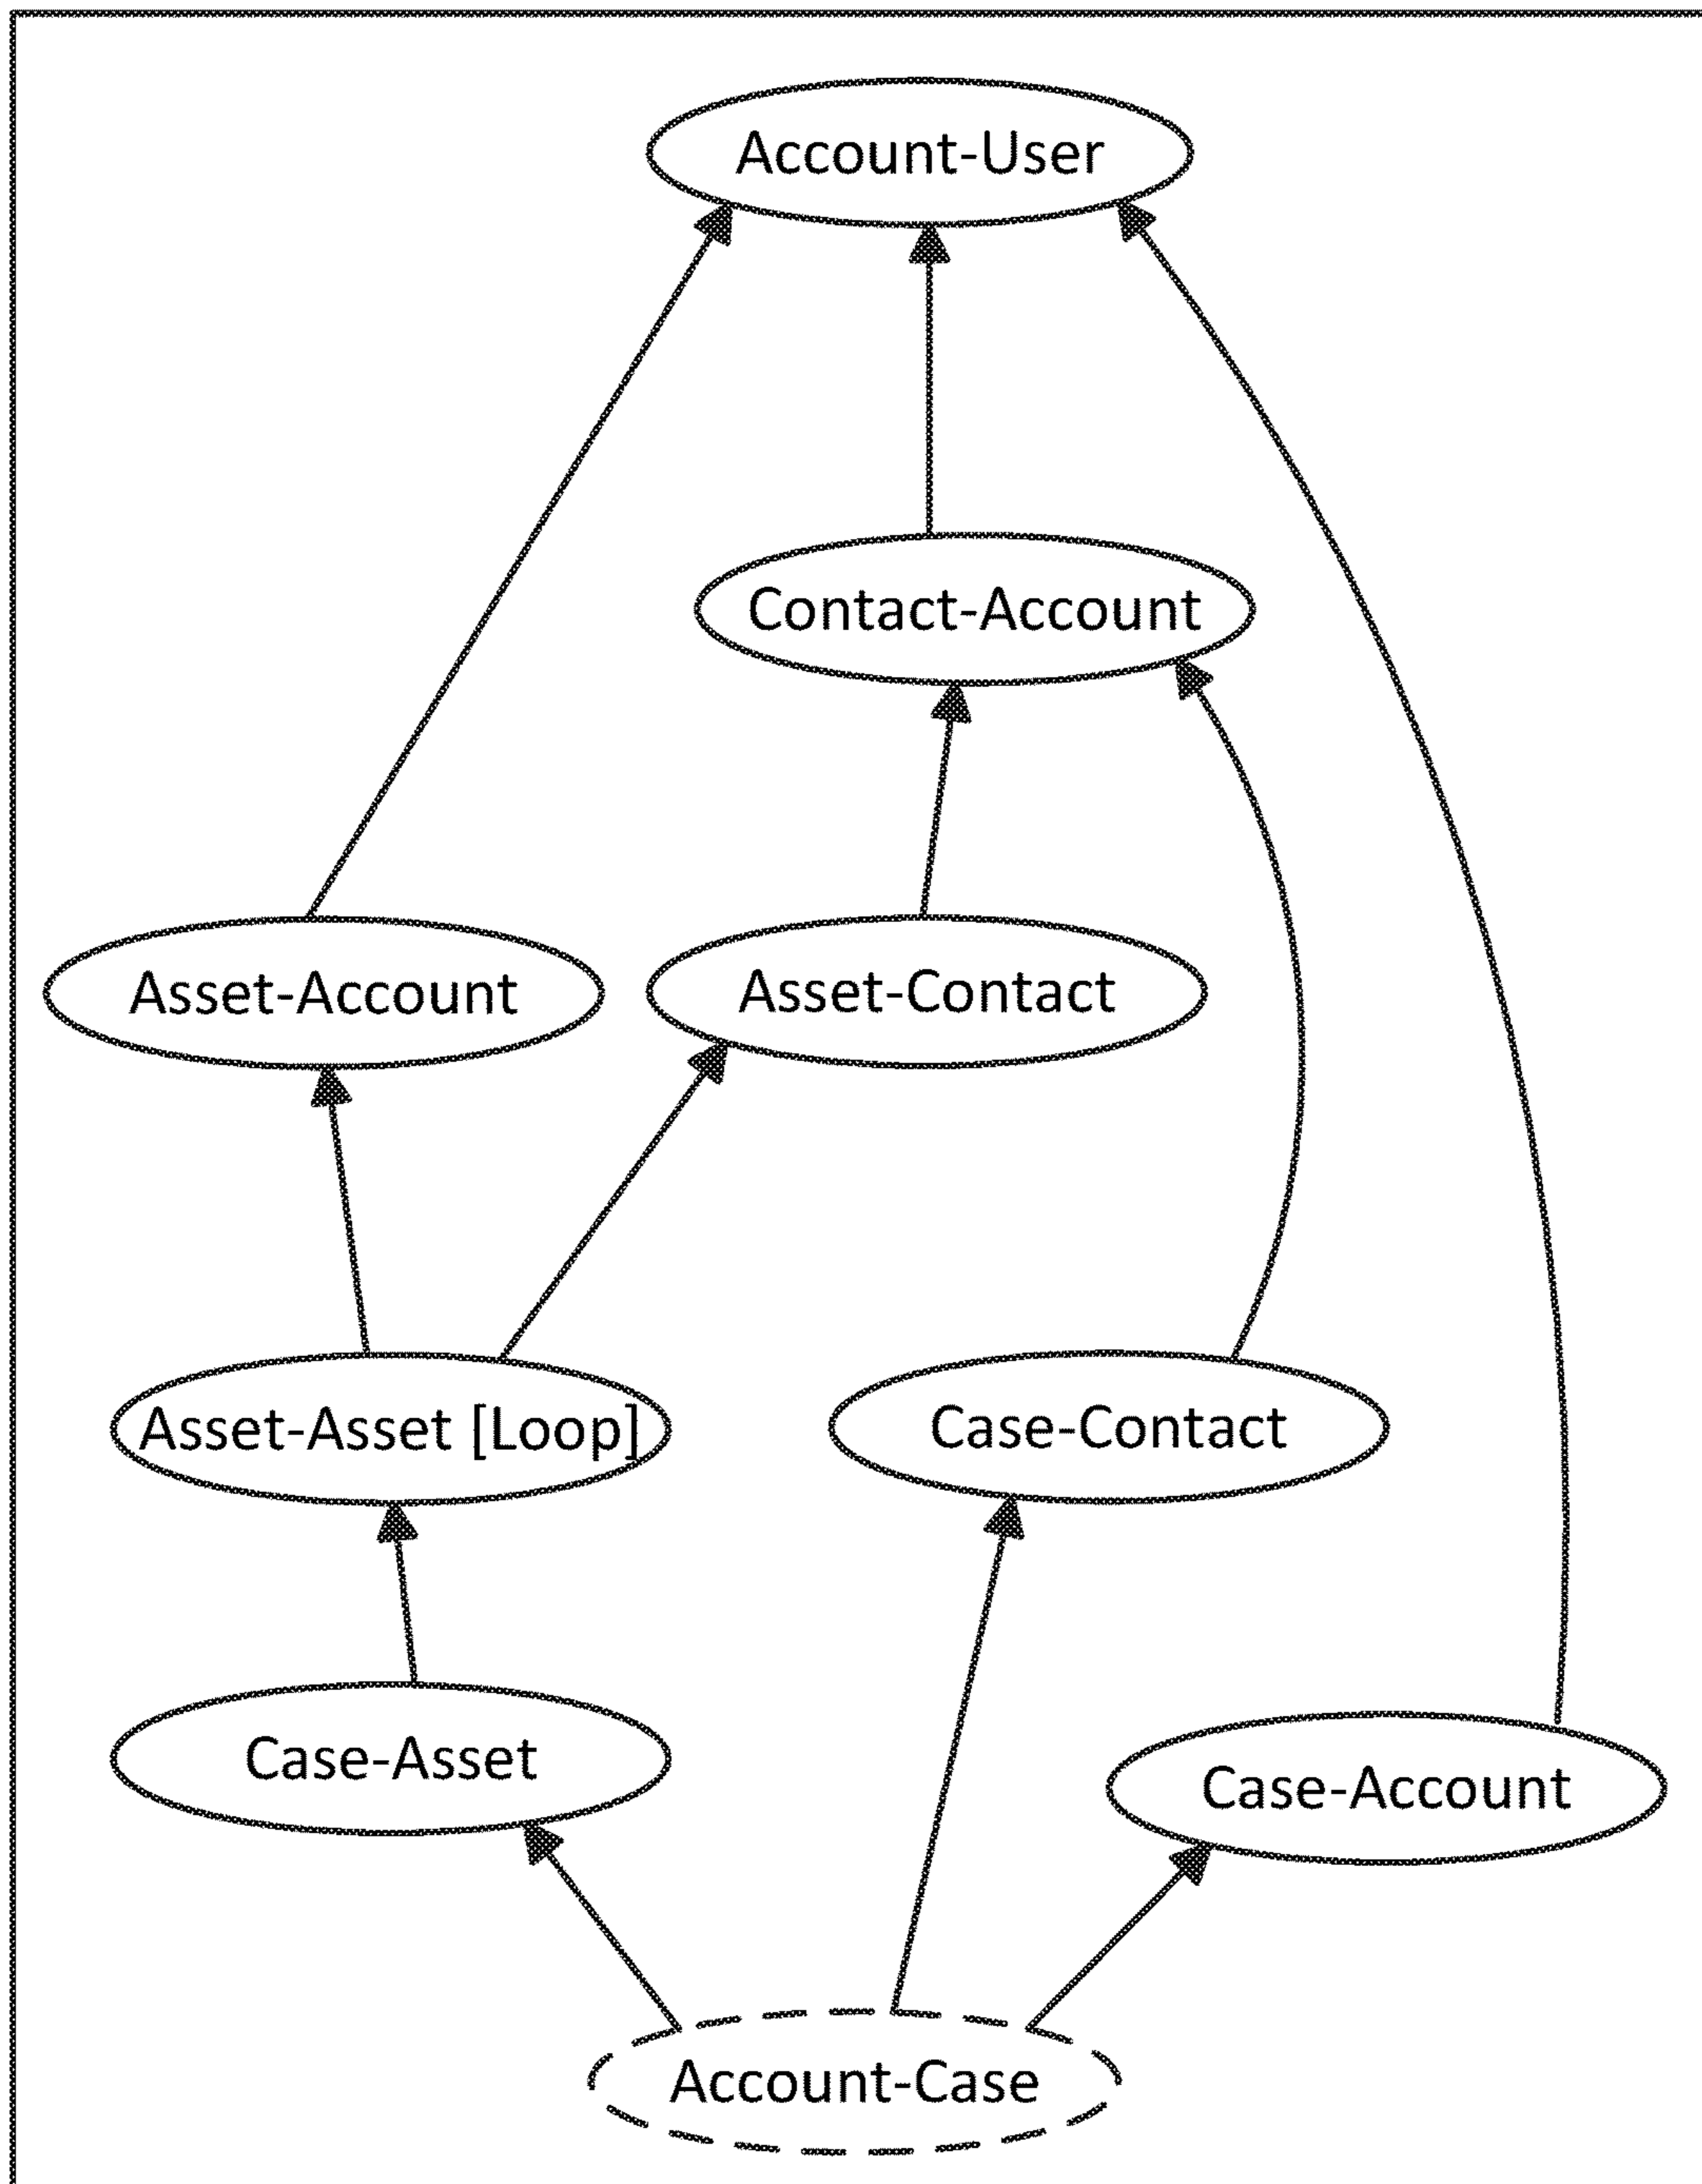 Account-User
Contact-Account
Asset-Account
Asset-Contact
Asset-Asset [Loop]
Case-Contact
Case-Asset
Case-Account
Account-Case